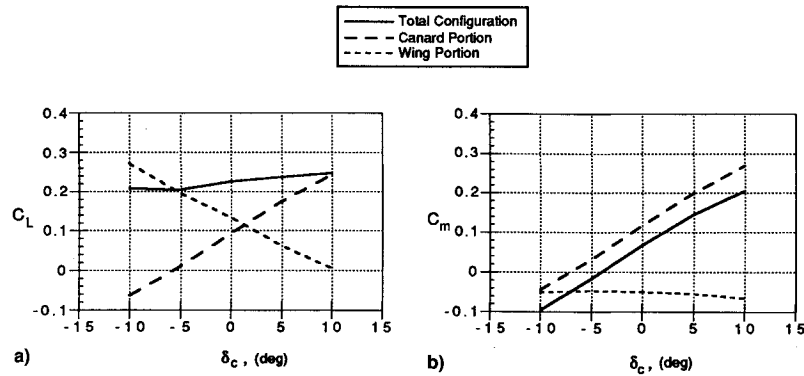 Total Configuration
Canard Portion
Wing Portion
0.4
0.3
0.2
C_L
0.1
0
-0.1
-15 -10 -5 0 5 10 15
a)
δ_c , (deg)
0.4
0.3
0.2
C_m
0.1
0
-0.1
-15 -10 -5 0 5 10 15
b)
δ_c , (deg)